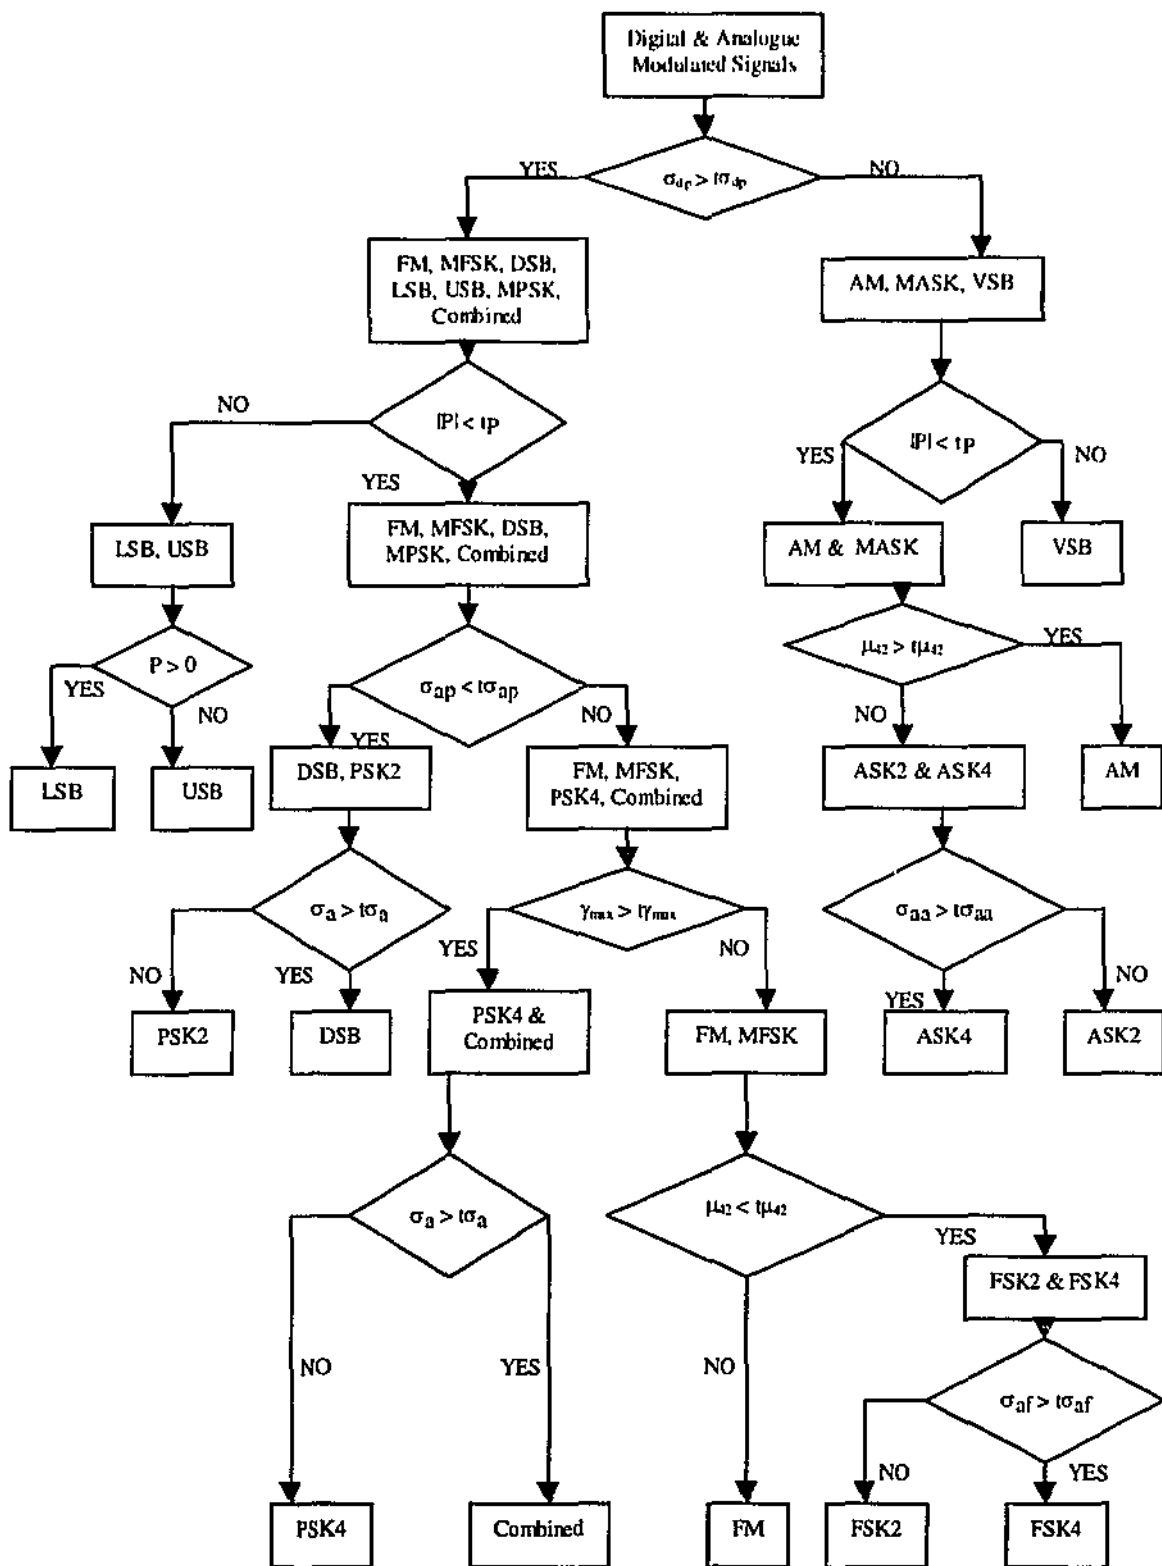 Digital & Analogue
Modulated Signals
YES
σdp > tσdp
NO
FM, MFSK, DSB,
LSB, USB, MPSK,
Combined
AM, MASK, VSB
NO
|P| < tP
YES
|P| < tP
YES
NO
LSB, USB
FM, MFSK, DSB,
MPSK, Combined
AM & MASK
VSB
P > 0
YES
NO
σap < tσap
YES
NO
μ42 > tμ42
YES
NO
LSB
USB
DSB, PSK2
FM, MFSK,
PSK4, Combined
ASK2 & ASK4
AM
σa > tσa
NO
YES
γmax > tγmax
YES
NO
σaa > tσaa
YES
NO
PSK2
DSB
PSK4 &
Combined
FM, MFSK
ASK4
ASK2
σa > tσa
NO
YES
μ42 < tμ42
YES
NO
FSK2 & FSK4
σaf > tσaf
NO
YES
PSK4
Combined
FM
FSK2
FSK4